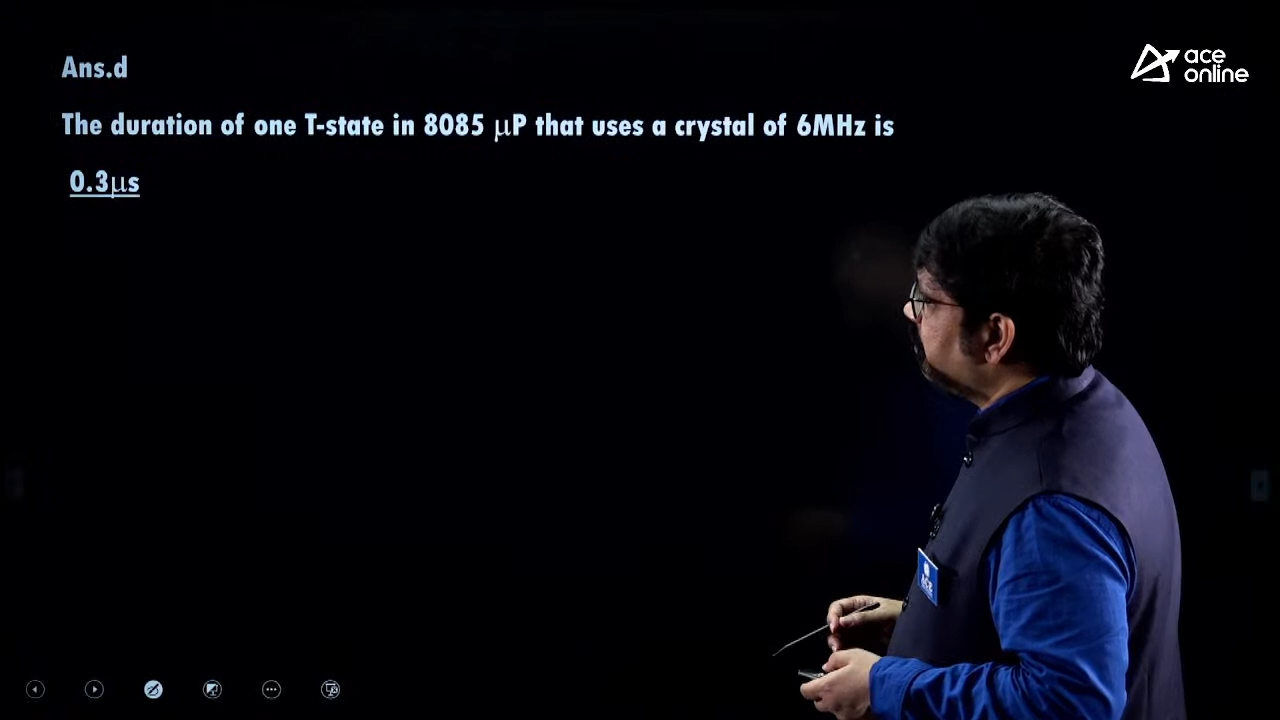 Ans.d
ace
online
The duration of one T-state in 8085 μP that uses a crystal of 6MHz is
0.3μs
ACE